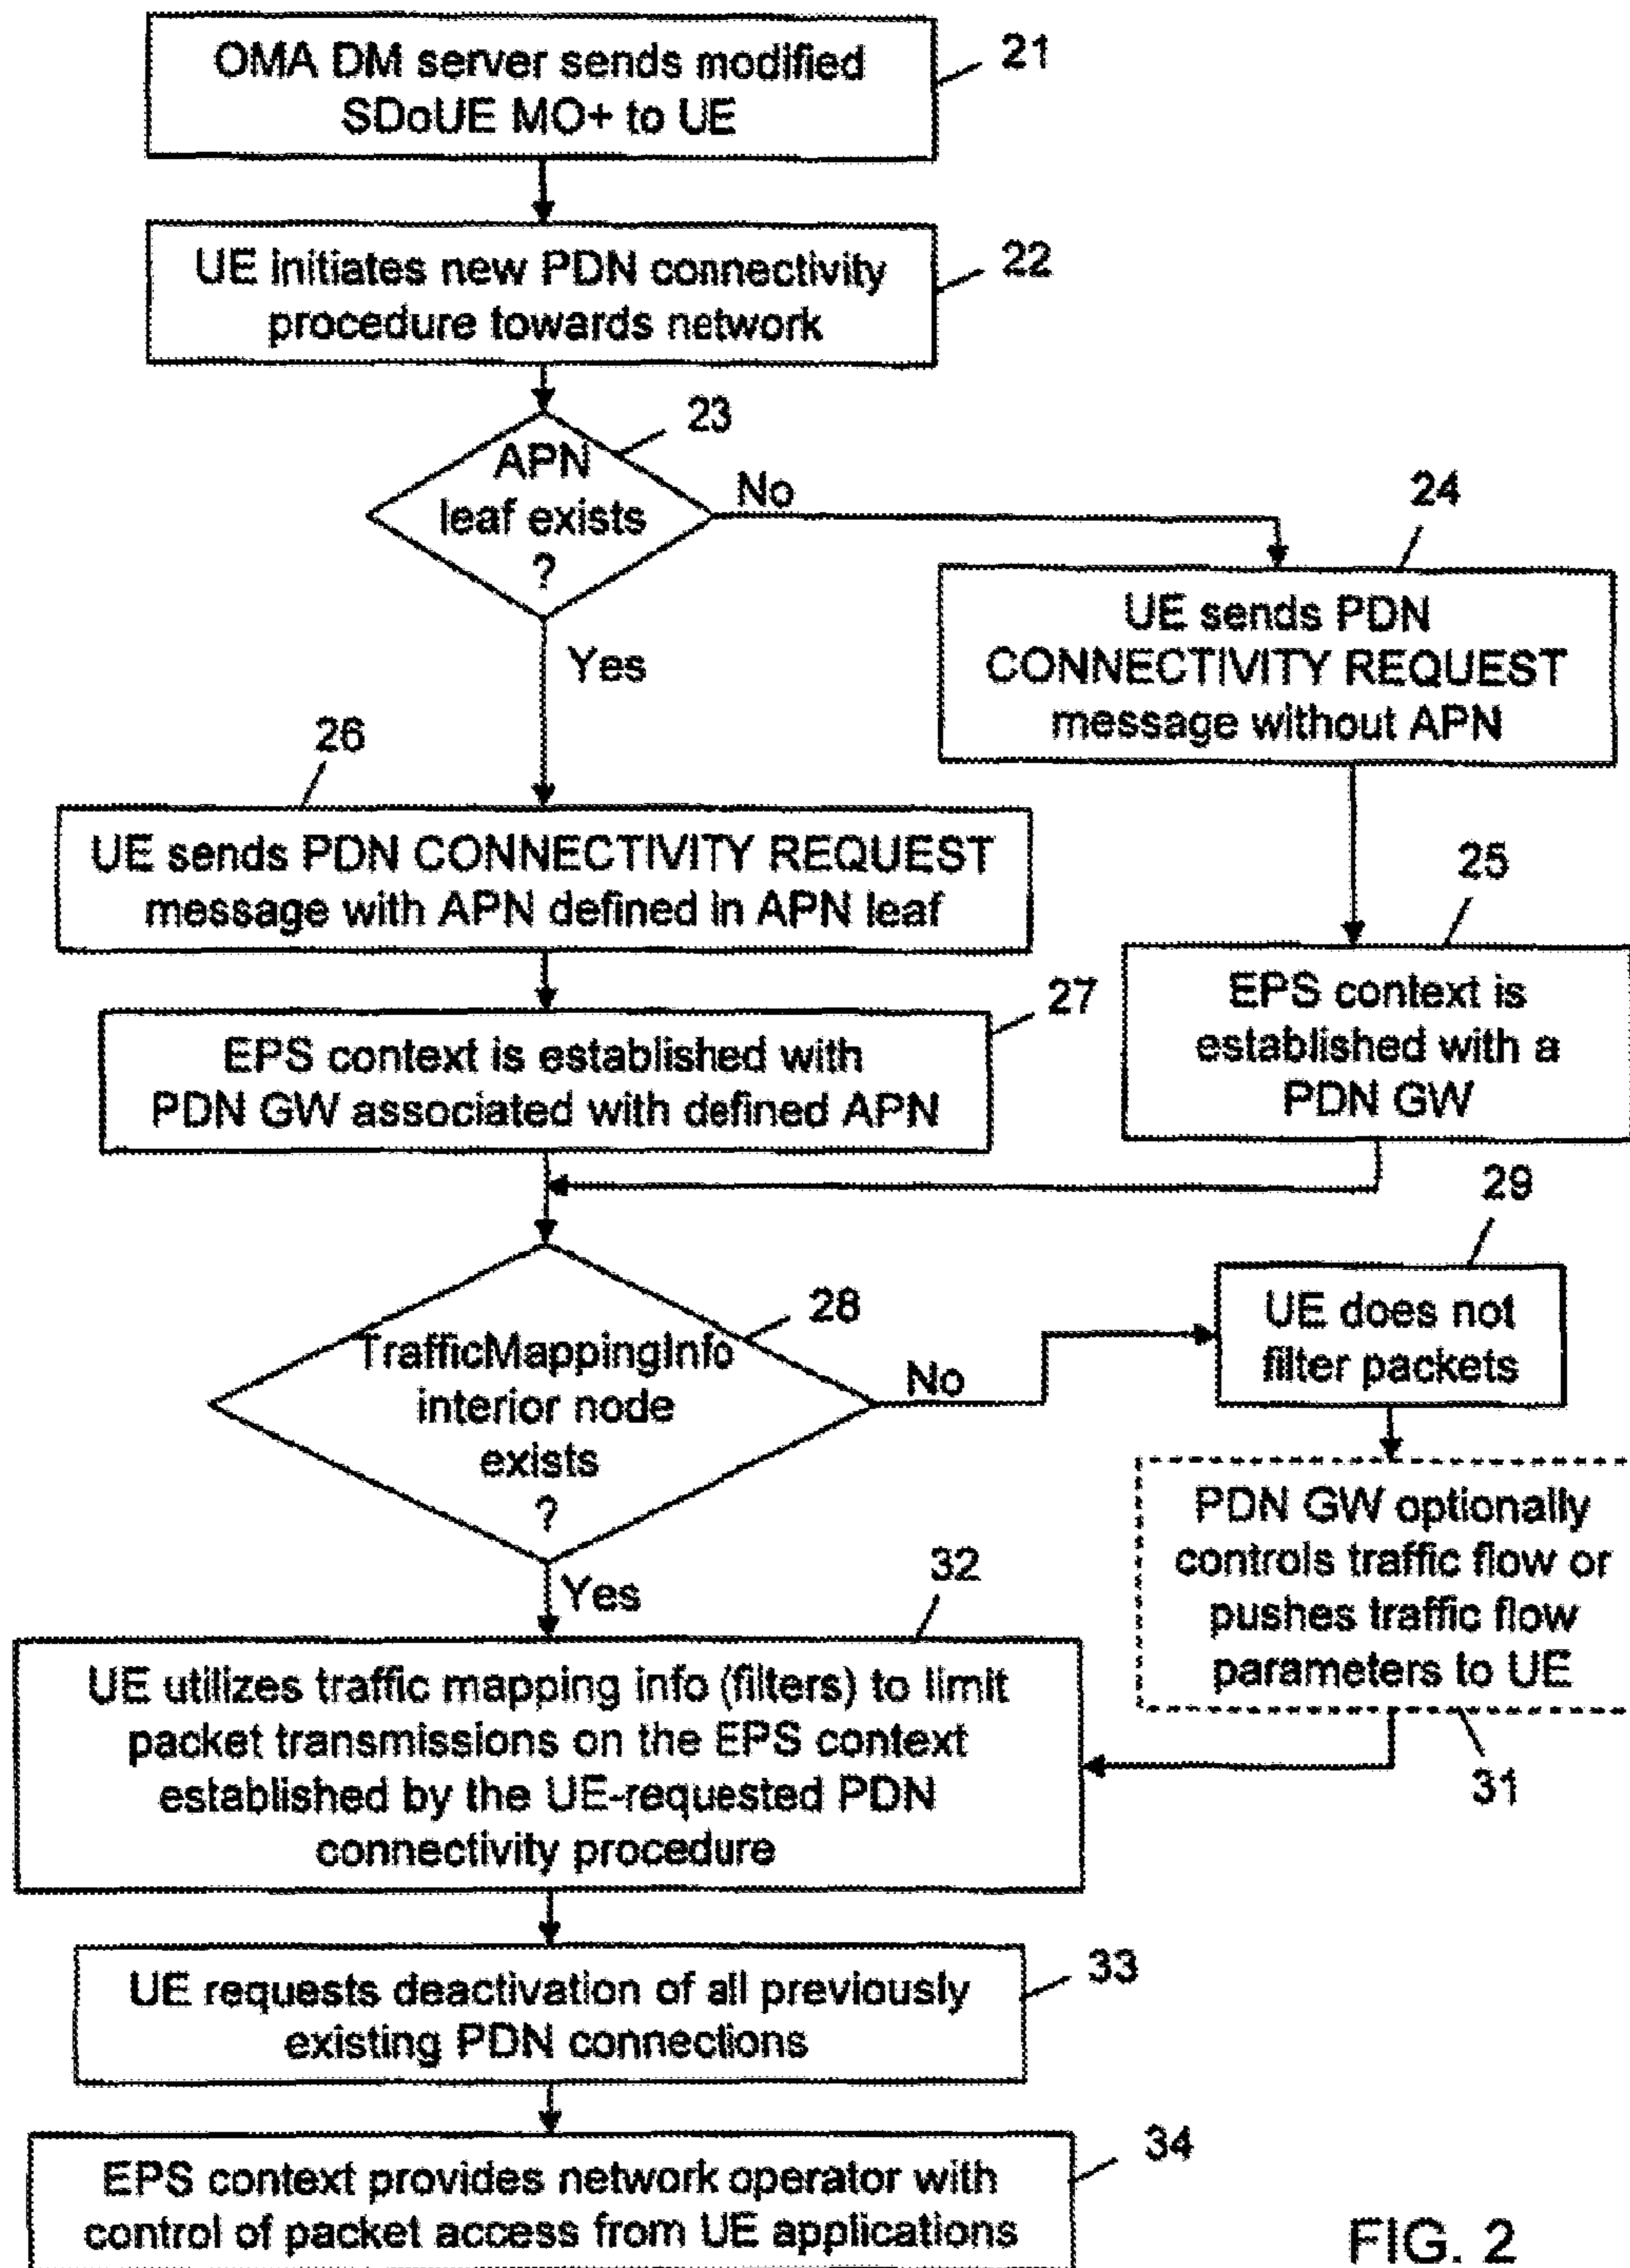 OMA DM server sends modified
SDoUE MO+ to UE
21
UE initiates new PDN connectivity
procedure towards network
22
APN
leaf exists
?
23
No
Yes
24
UE sends PDN
CONNECTIVITY REQUEST
message without APN
26
UE sends PDN CONNECTIVITY REQUEST
message with APN defined in APN leaf
25
EPS context is
established with a
PDN GW
27
EPS context is established with
PDN GW associated with defined APN
28
TrafficMappingInfo
interior node
exists
?
No
Yes
29
UE does not
filter packets
PDN GW optionally
controls traffic flow or
pushes traffic flow
parameters to UE
31
32
UE utilizes traffic mapping info (filters) to limit
packet transmissions on the EPS context
established by the UE-requested PDN
connectivity procedure
UE requests deactivation of all previously
existing PDN connections
33
EPS context provides network operator with
control of packet access from UE applications
34
FIG. 2